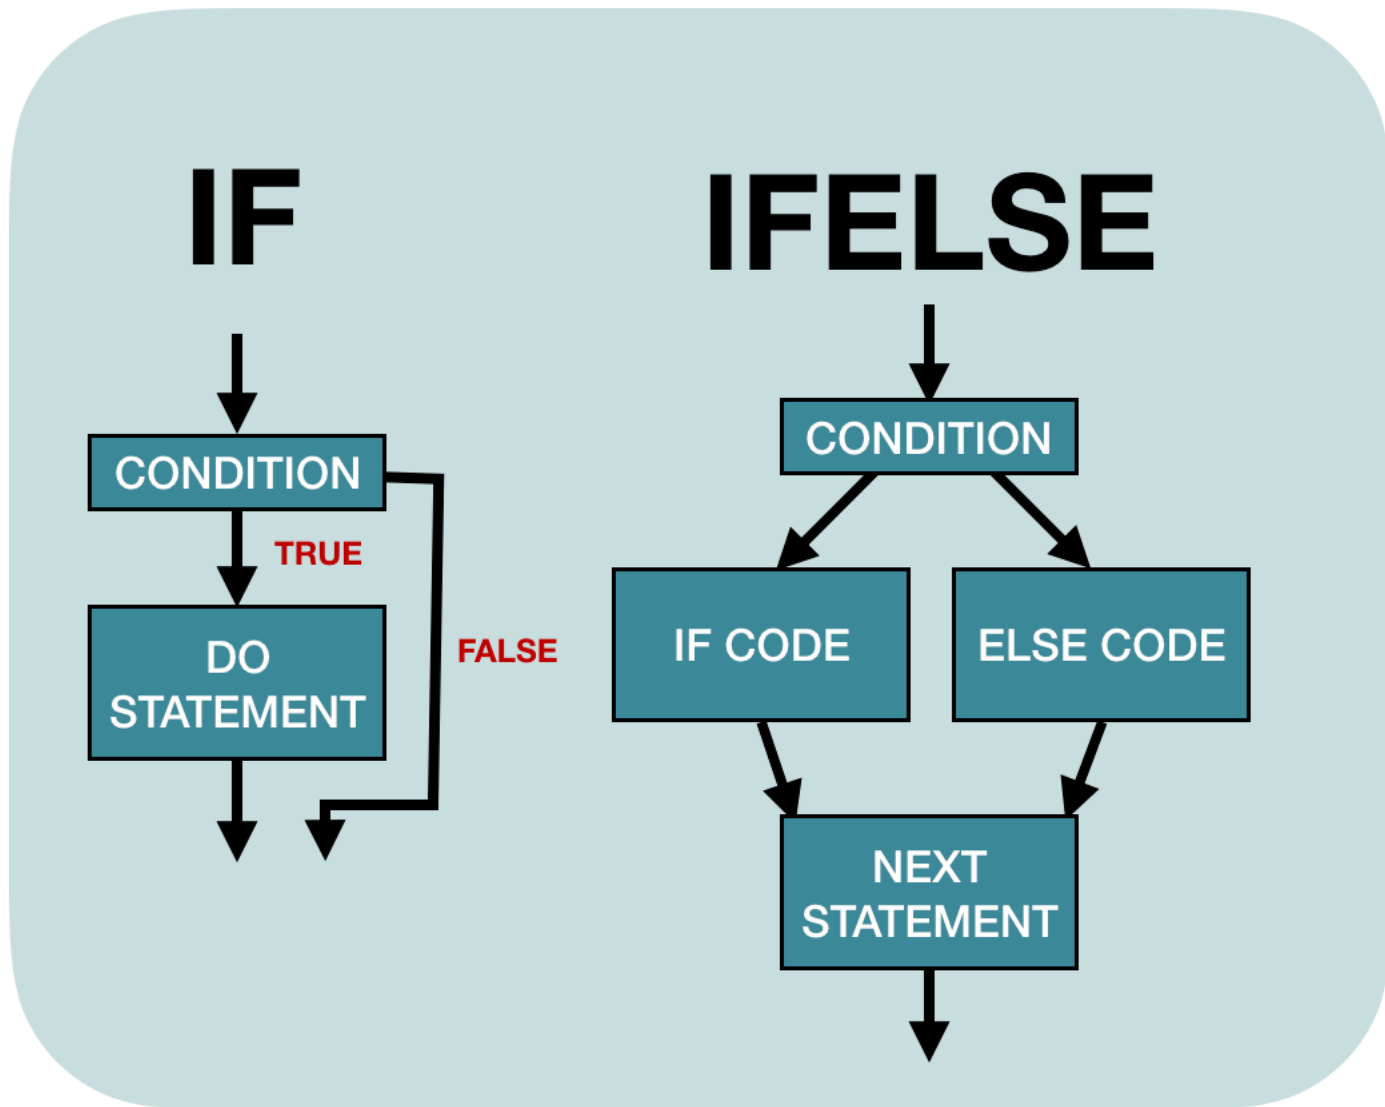 IF
CONDITION
TRUE
DO
STATEMENT
FALSE
IFELSE
CONDITION
IF CODE
ELSE CODE
NEXT
STATEMENT